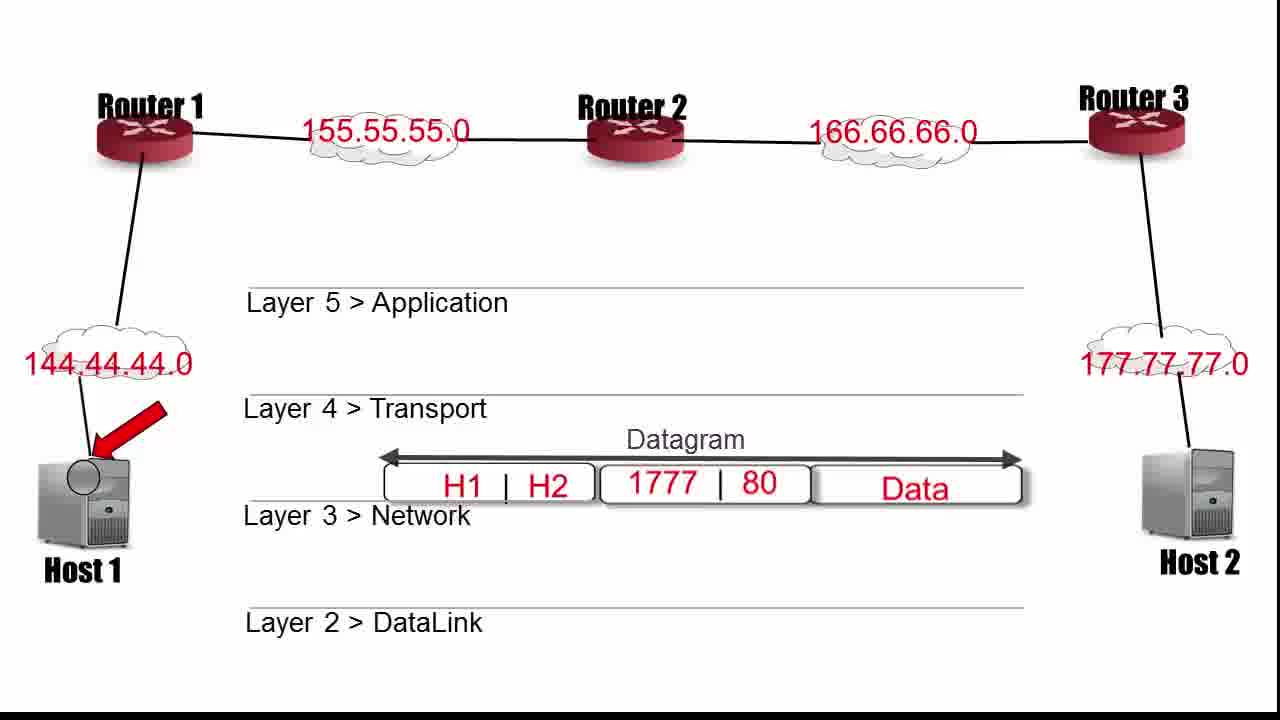 Router 1
155.55.55.0
Router 2
166.66.66.0
Router 3
Layer 5 > Application
144.44.44.0
177.77.77.0
Layer 4 > Transport
Datagram
H1 | H2
1777 | 80
Data
Layer 3 > Network
Host 1
Host 2
Layer 2 > DataLink